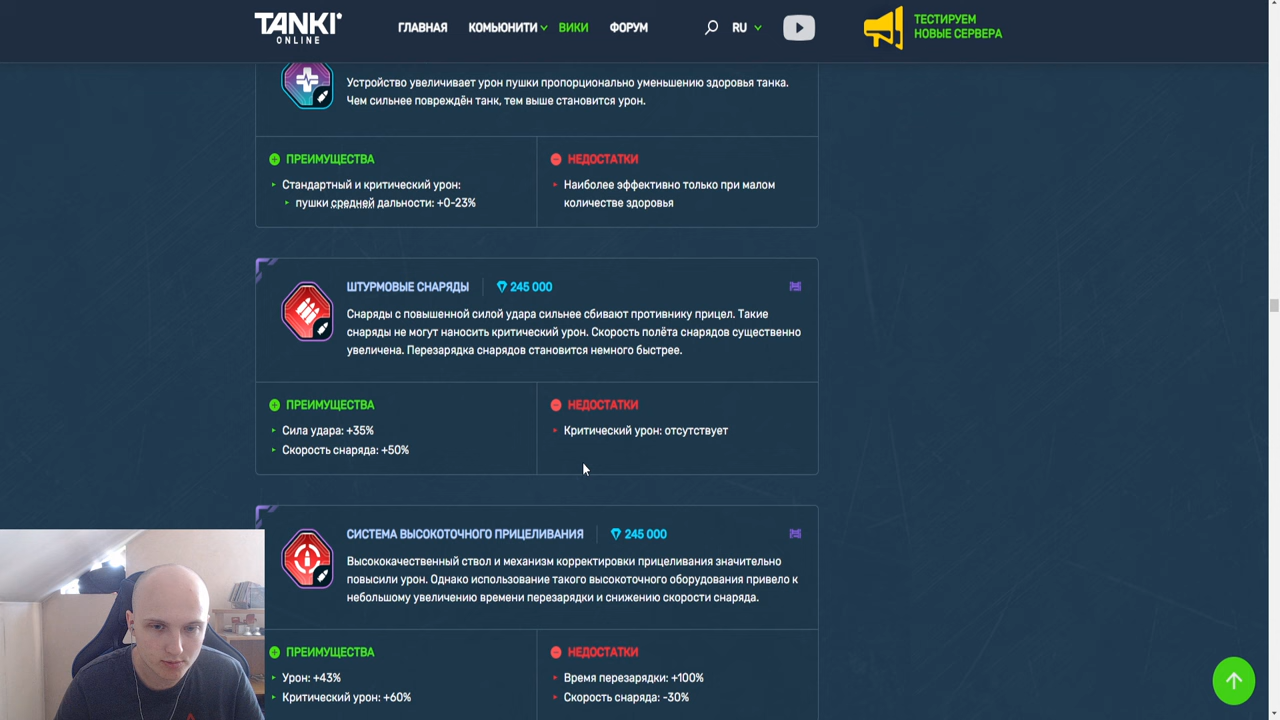 TANKI
ONLINE
ГЛАВНАЯ
КОМЬЮНИТИ
ВИКИ
ФОРУМ
RU
ТЕСТИРУЕМ
НОВЫЕ СЕРВЕРА
Устройство увеличивает урон пушки пропорционально уменьшению здоровья танка.
Чем сильнее повреждён танк, тем выше становится урон.
ПРЕИМУЩЕСТВА
Стандартный и критический урон:
пушки средней дальности: +0-23%
НЕДОСТАТКИ
Наиболее эффективно только при малом
количестве здоровья
ШТУРМОВЫЕ СНАРЯДЫ
245 000
Снаряды с повышенной силой удара сильнее сбивают противнику прицел. Такие
снаряды не могут наносить критический урон. Скорость полёта снарядов существенно
увеличена. Перезарядка снарядов становится немного быстрее.
ПРЕИМУЩЕСТВА
Сила удара: +35%
Скорость снаряда: +50%
НЕДОСТАТКИ
Критический урон: отсутствует
СИСТЕМА ВЫСОКОТОЧНОГО ПРИЦЕЛИВАНИЯ
245 000
Высококачественный ствол и механизм корректировки прицеливания значительно
повысили урон. Однако использование такого высокоточного оборудования привело к
небольшому увеличению времени перезарядки и снижению скорости снаряда.
ПРЕИМУЩЕСТВА
Урон: +43%
Критический урон: +60%
НЕДОСТАТКИ
Время перезарядки: +100%
Скорость снаряда: -30%